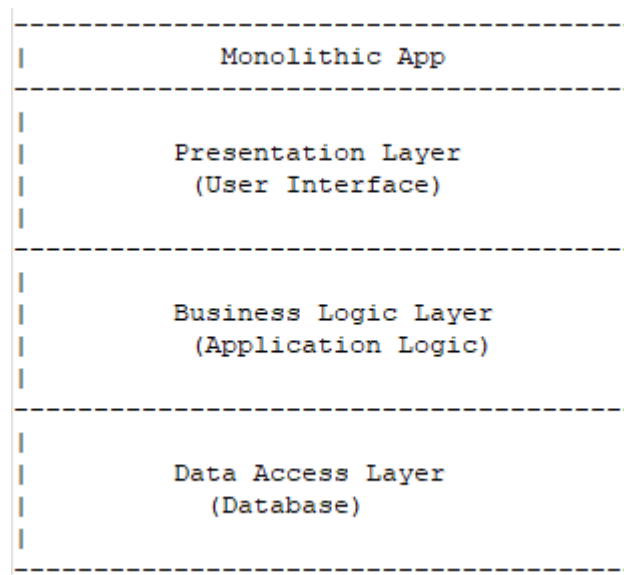 Monolithic App
Presentation Layer
(User Interface)
Business Logic Layer
(Application Logic)
Data Access Layer
(Database)